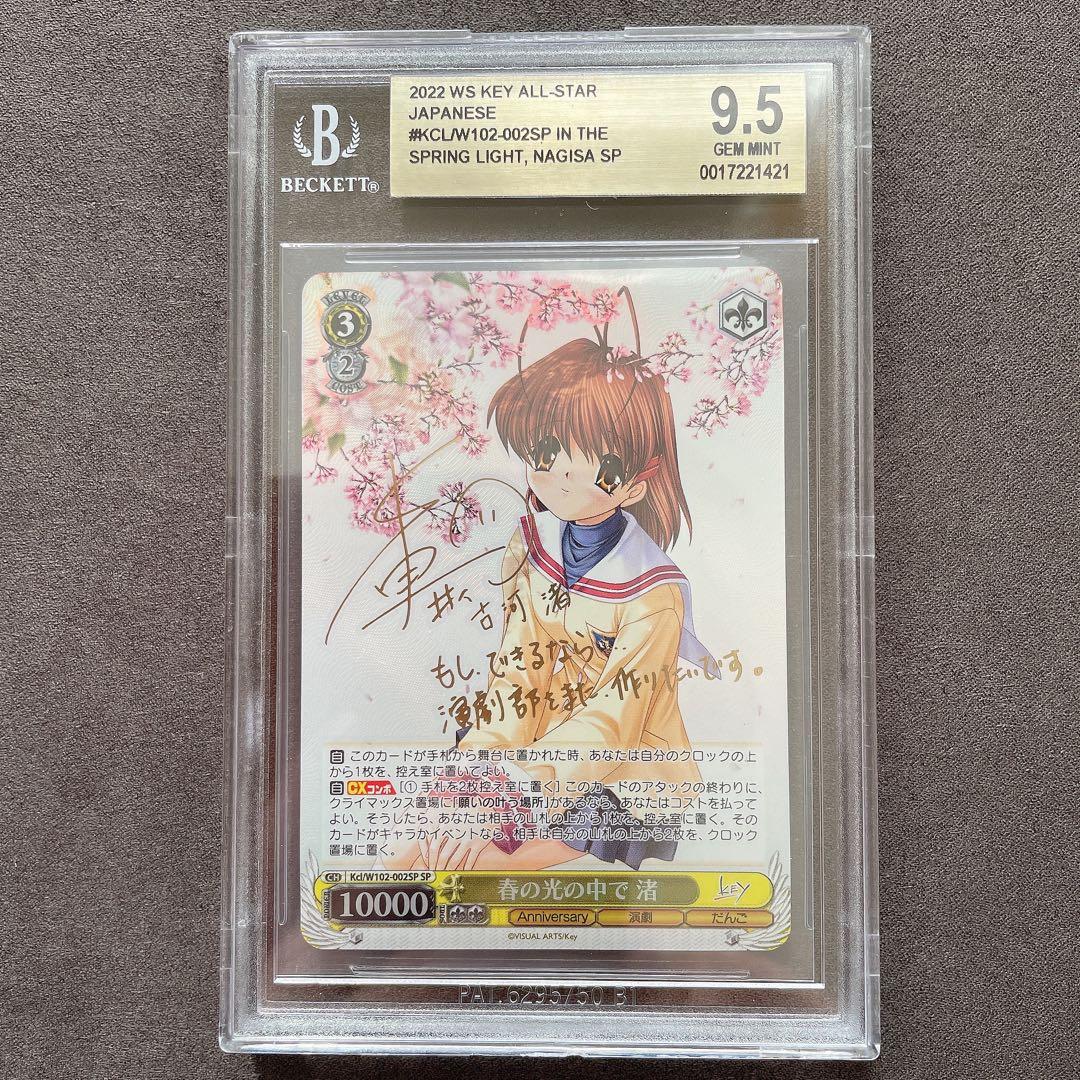 2022 WS KEY ALL-STAR
JAPANESE
#KCL/W102-002SP IN THE
SPRING LIGHT, NAGISA SP
9.5
GEM MINT
0017221421
B
BECKETT®
LEVEL
3
2
COST
古河 渚
もし、できるなら…
演劇部をまた、作りたいです。
自 このカードが手札から舞台に置かれた時、あなたは自分のクロックの上
から1枚を、控え室に置いてよい。
自 CXコンボ [① 手札を2枚控え室に置く] このカードのアタックの終わりに、
クライマックス置場に「願いの叶う場所」があるなら、あなたはコストを払って
よい。そうしたら、あなたは相手の山札の上から1枚を、控え室に置く。その
カードがキャラかイベントなら、相手は自分の山札の上から2枚を、クロック
置場に置く。
CH Kcl/W102-002SP SP
春の光の中で 渚
Key
POWER
10000
SOUL
Anniversary
演劇
だんご
©VISUAL ARTS/Key
PAT. 6295750 B1